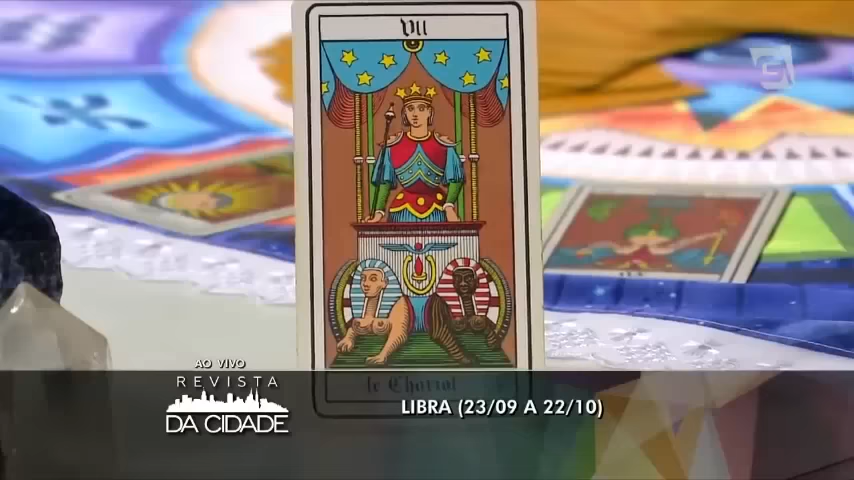 VII
le Chariot
AO VIVO
REVISTA
DA CIDADE
LIBRA (23/09 A 22/10)